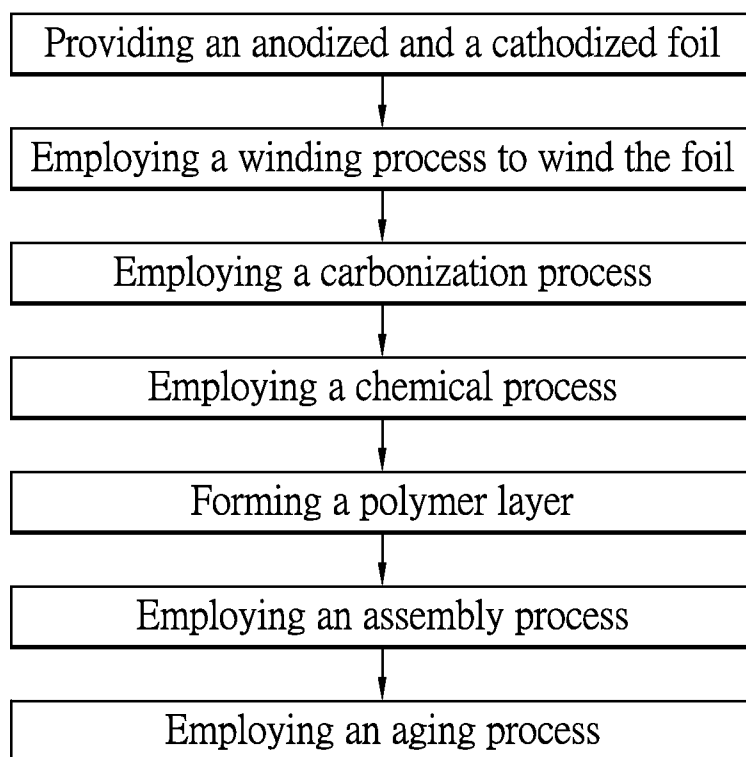 Providing an anodized and a cathodized foil
Employing a winding process to wind the foil
Employing a carbonization process
Employing a chemical process
Forming a polymer layer
Employing an assembly process
Employing an aging process